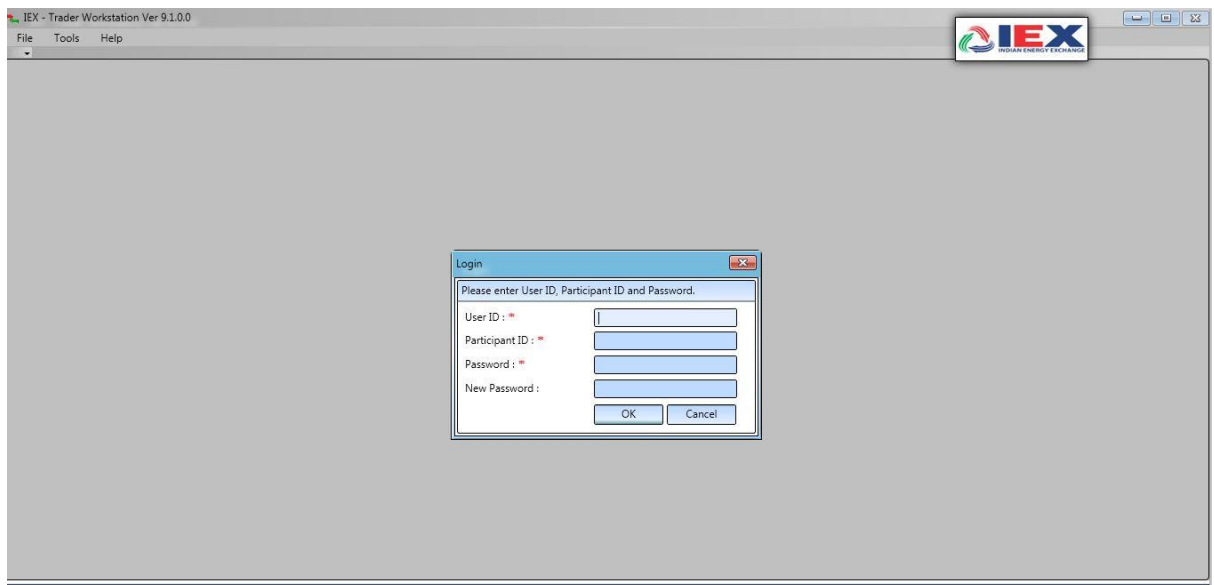 IEX - Trader Workstation Ver 9.1.0.0
File Tools Help
IEX
INDIAN ENERGY EXCHANGE
Login
Please enter User ID, Participant ID and Password.
User ID : *
Participant ID : *
Password : *
New Password :
OK Cancel